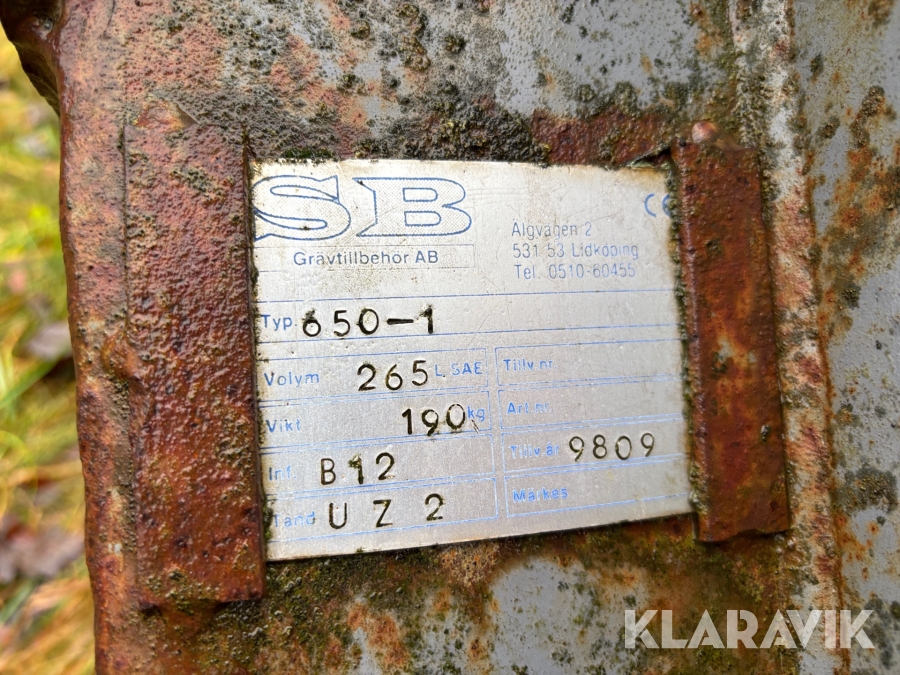 SB
Grävtillbehör AB
CE
Älgvägen 2
531 53 Lidköping
Tel. 0510-60455
Typ. 650-1
Volym 265 L SAE Tillv nr
Vikt 190 kg Art nr
Inf. B12 Tillv år 9809
Tand UZ2 Märkes
KLARAVIK